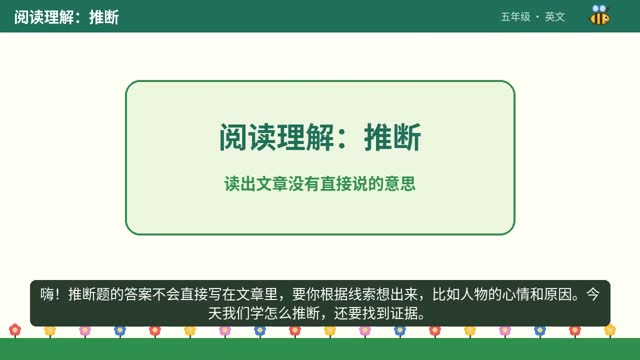 阅读理解：推断
五年级 · 英文
阅读理解：推断
读出文章没有直接说的意思
嗨！推断题的答案不会直接写在文章里，要你根据线索想出来，比如人物的心情和原因。今
天我们学怎么推断，还要找到证据。